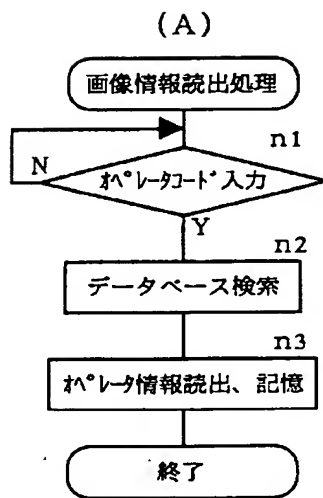 (A)
画像情報読出処理
n1
N
ｵﾍﾟﾚｰﾀｺｰﾄﾞ入力
Y
n2
データベース検索
n3
ｵﾍﾟﾚｰﾀ情報読出、記憶
終了